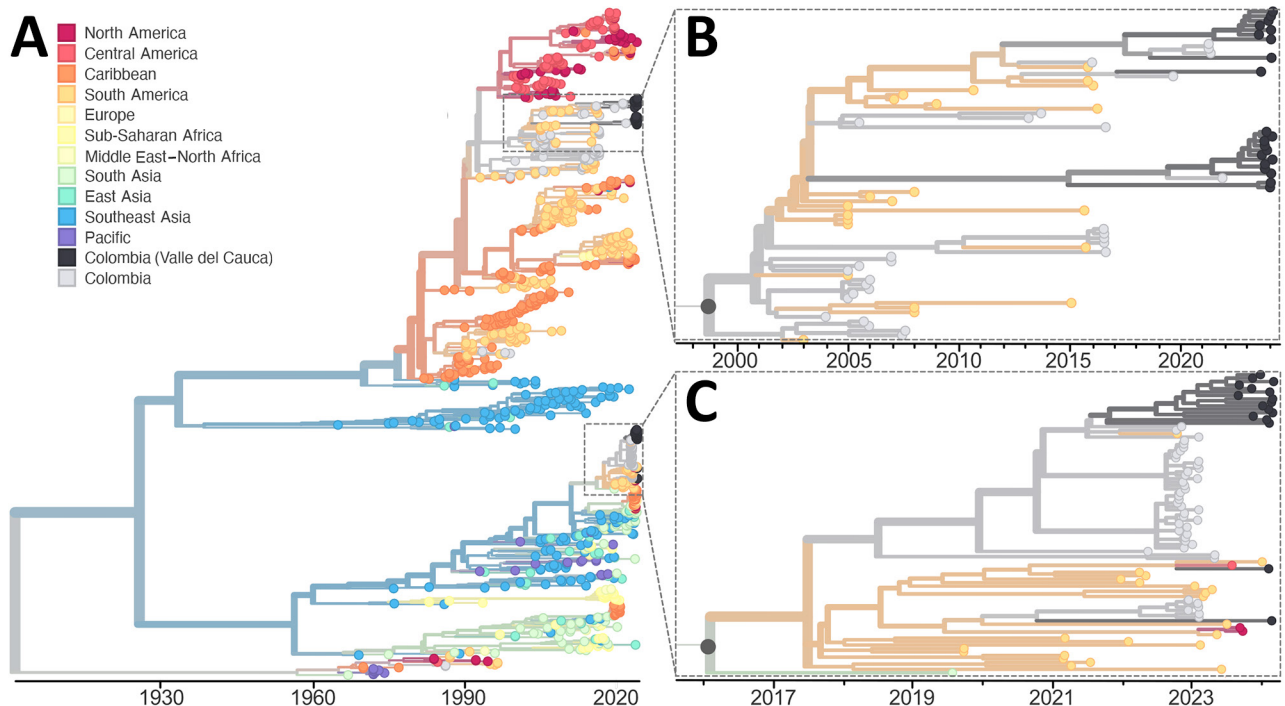 A
North America
Central America
Caribbean
South America
Europe
Sub-Saharan Africa
Middle East–North Africa
South Asia
East Asia
Southeast Asia
Pacific
Colombia (Valle del Cauca)
Colombia
1930 1960 1990 2020
B
2000 2005 2010 2015 2020
C
2017 2019 2021 2023